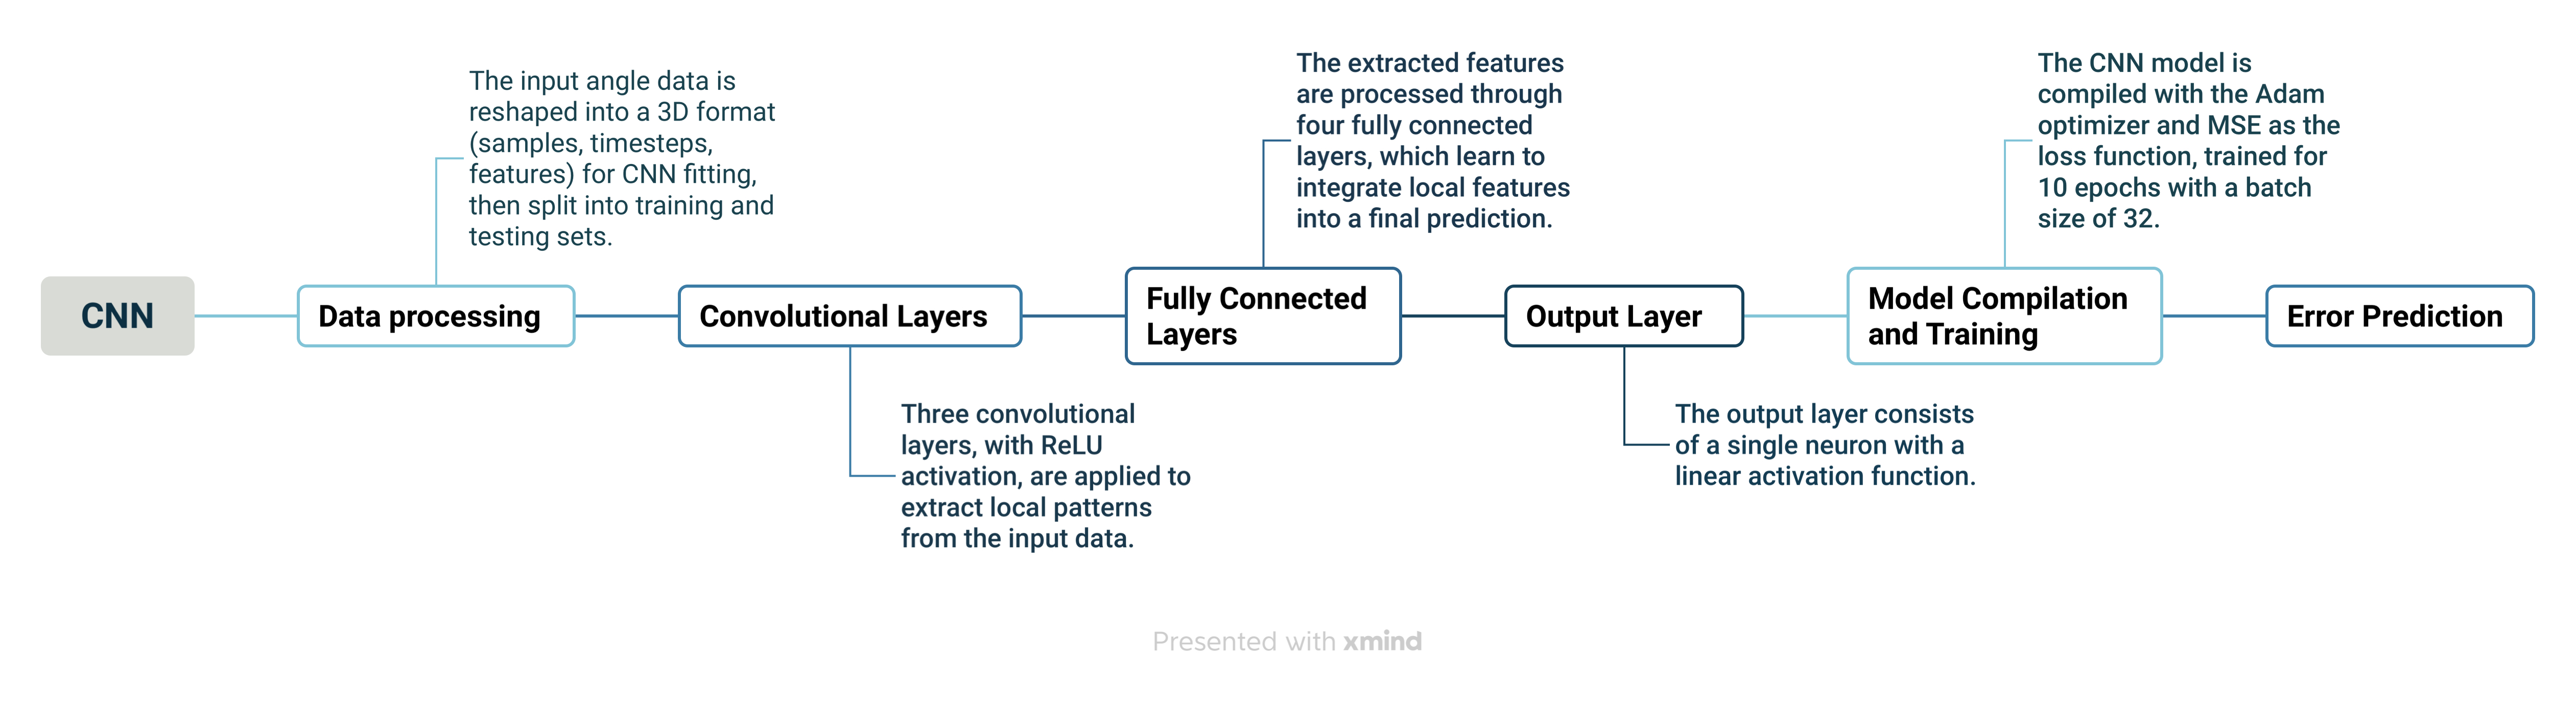 CNN
Data processing
The input angle data is
reshaped into a 3D format
(samples, timesteps,
features) for CNN fitting,
then split into training and
testing sets.
Convolutional Layers
Three convolutional
layers, with ReLU
activation, are applied to
extract local patterns
from the input data.
Fully Connected
Layers
The extracted features
are processed through
four fully connected
layers, which learn to
integrate local features
into a final prediction.
Output Layer
The output layer consists
of a single neuron with a
linear activation function.
Model Compilation
and Training
The CNN model is
compiled with the Adam
optimizer and MSE as the
loss function, trained for
10 epochs with a batch
size of 32.
Error Prediction
Presented with xmind